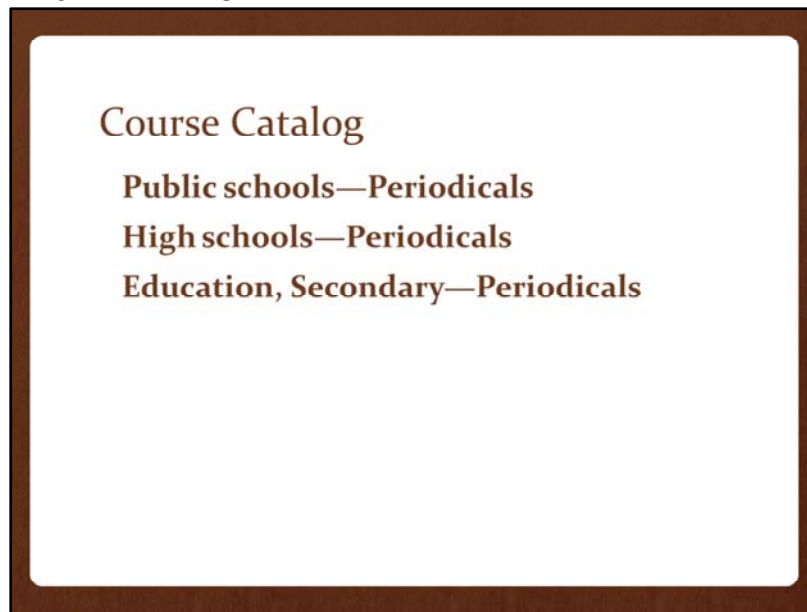 Course Catalog
Public schools—Periodicals
High schools—Periodicals
Education, Secondary—Periodicals